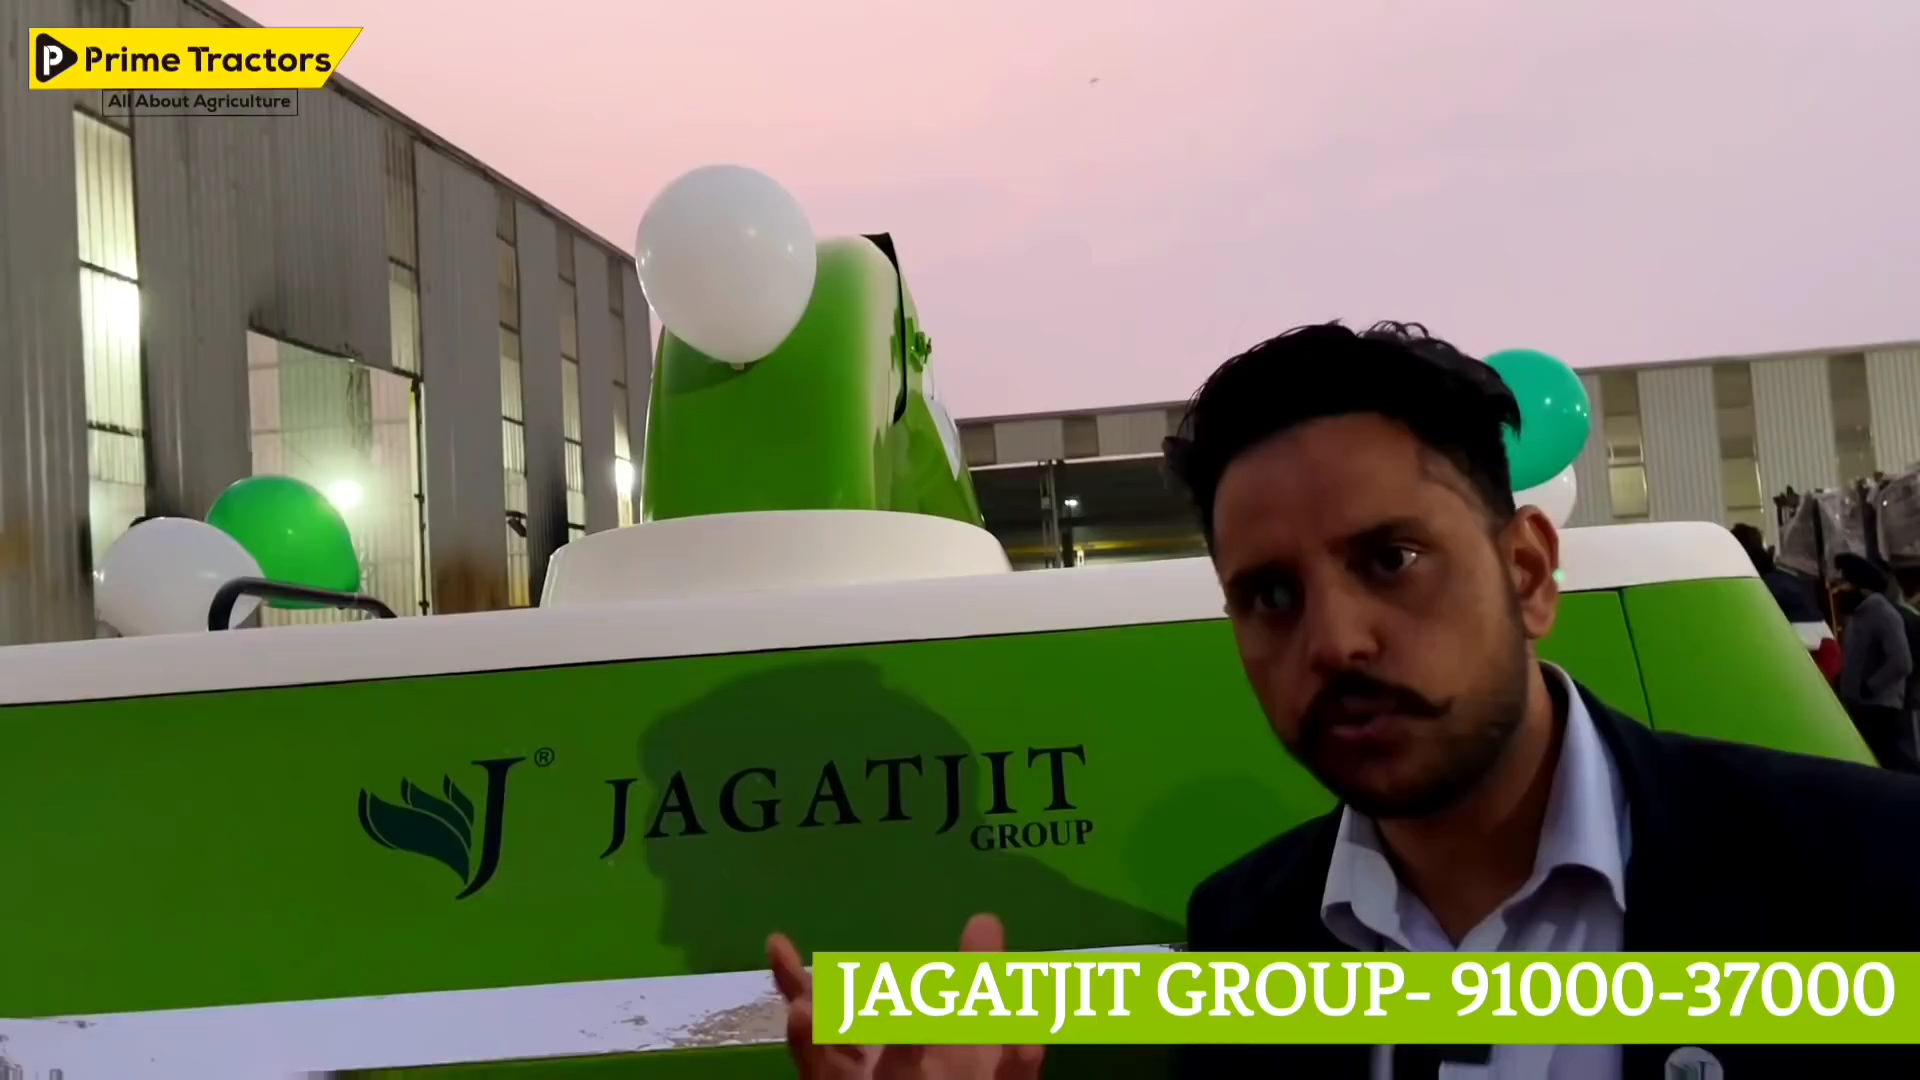 Prime Tractors
All About Agriculture
J®
JAGATJIT
GROUP
JAGATJIT GROUP- 91000-37000